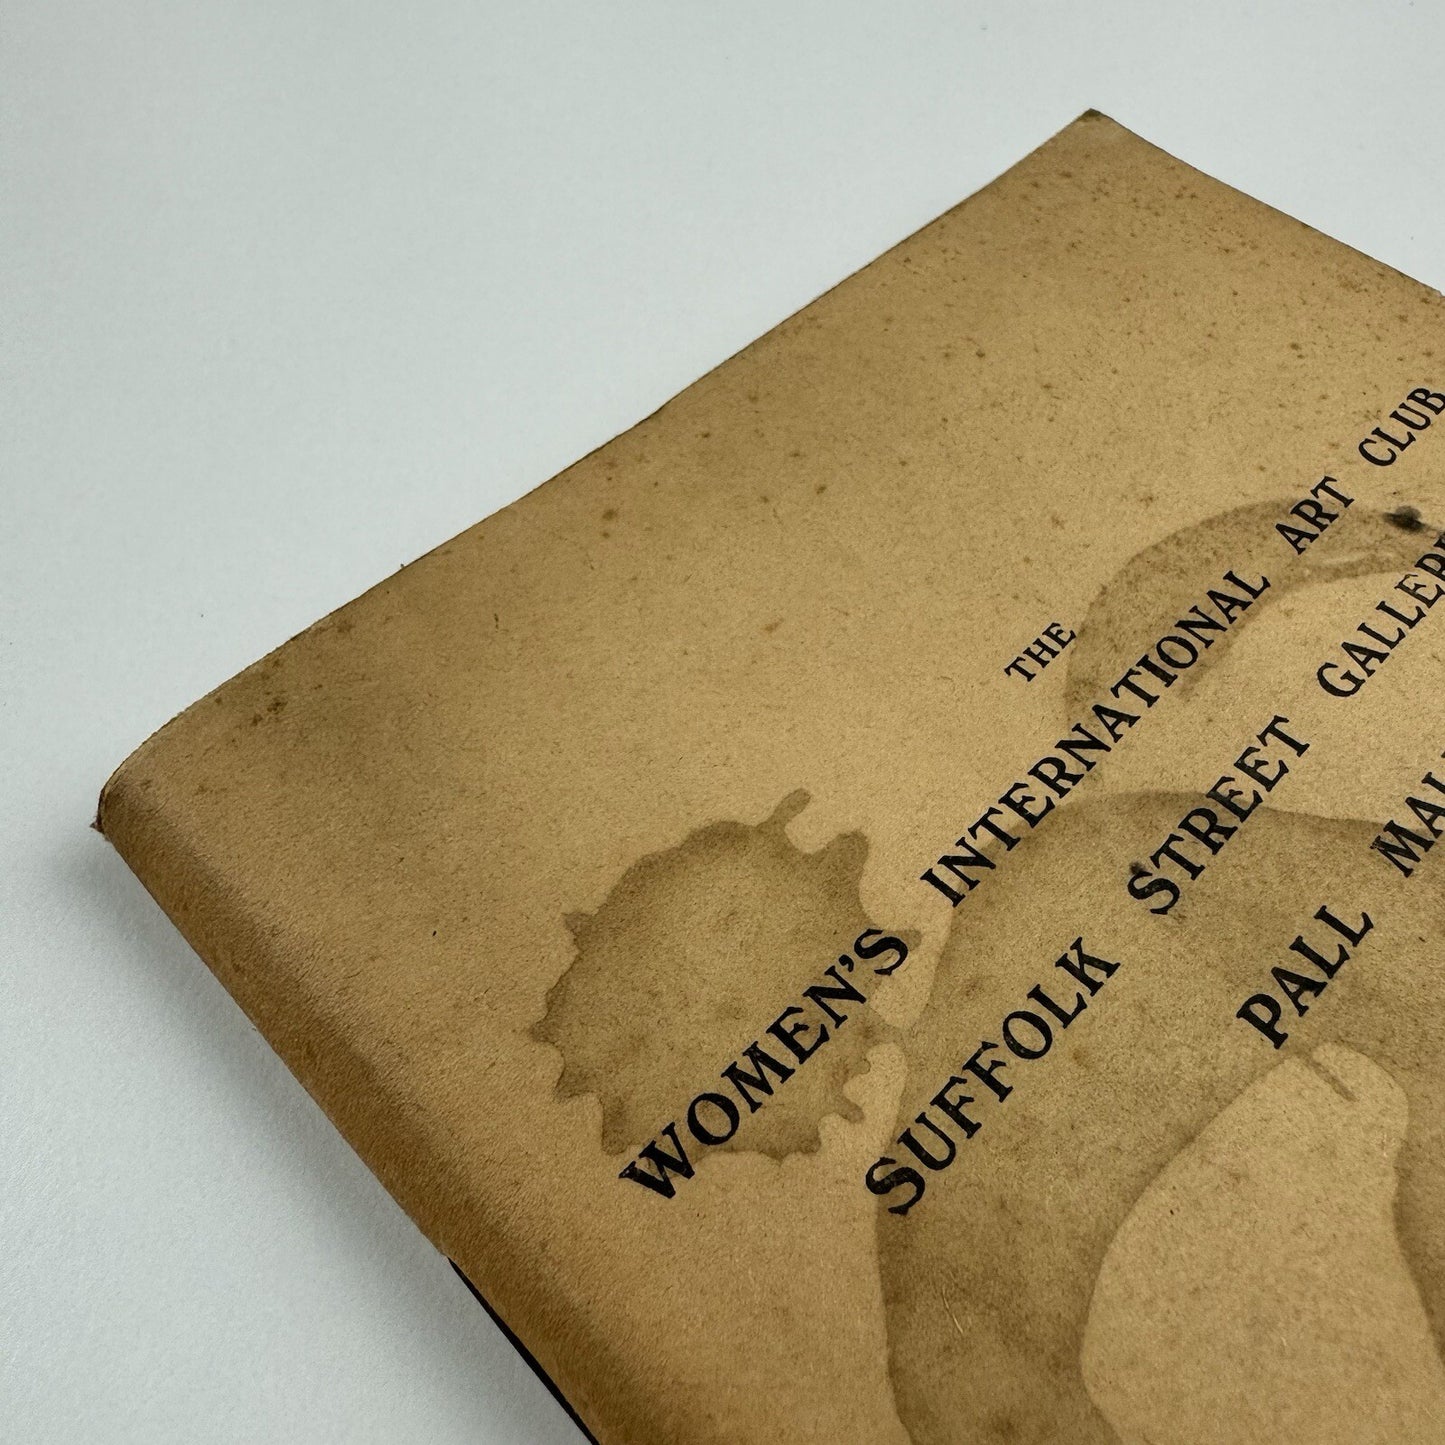 THE
WOMEN'S INTERNATIONAL ART CLUB
SUFFOLK STREET
PALL